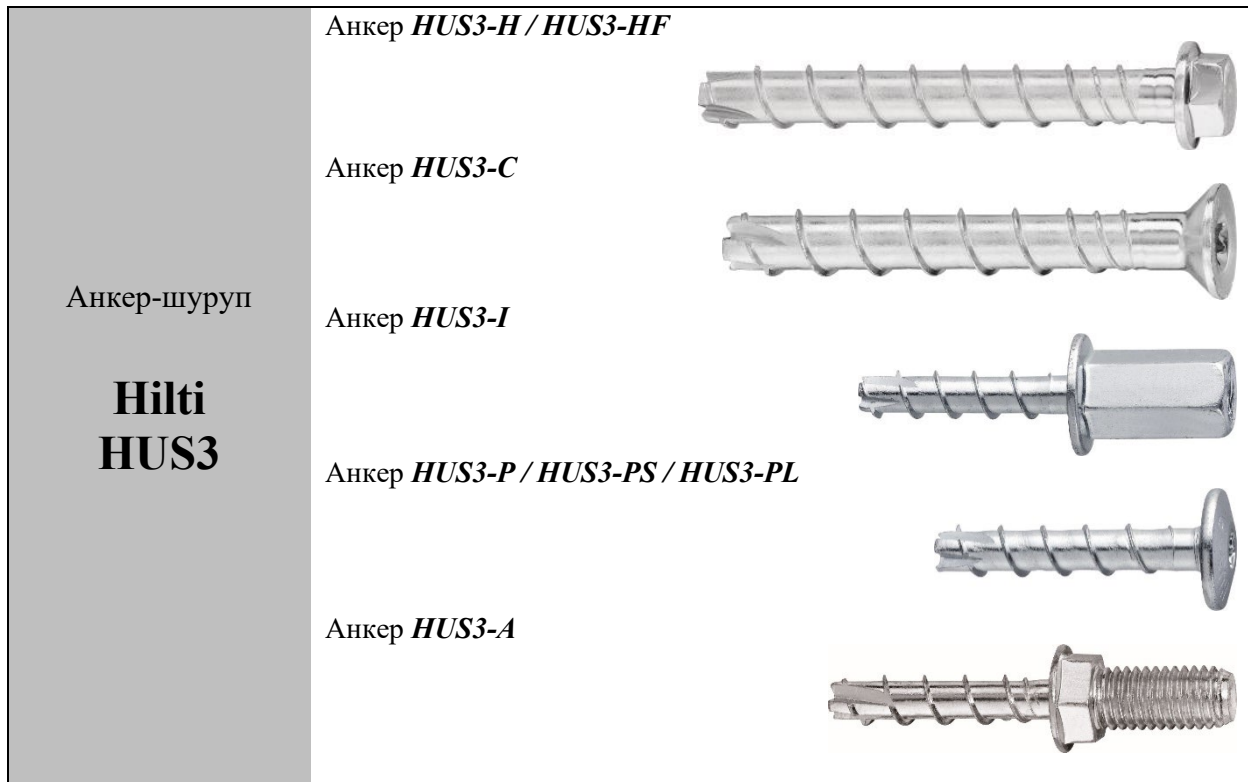 Анкер HUS3-H / HUS3-HF
Анкер HUS3-C
Анкер-шуруп
Hilti
HUS3
Анкер HUS3-I
Анкер HUS3-P / HUS3-PS / HUS3-PL
Анкер HUS3-A